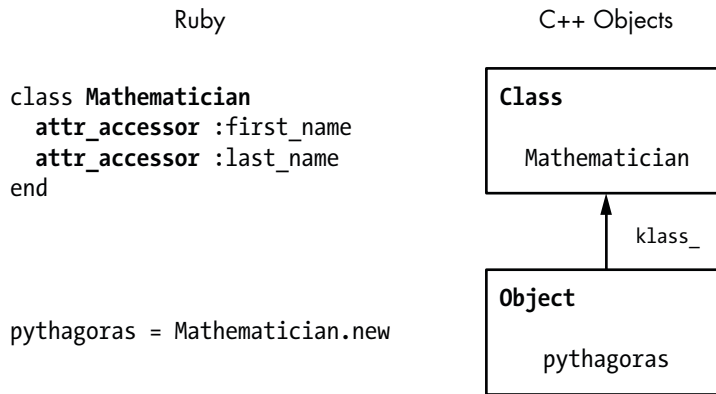 Ruby
C++ Objects
class Mathematician
  attr_accessor :first_name
  attr_accessor :last_name
end
Class
Mathematician
klass_
pythagoras = Mathematician.new
Object
pythagoras